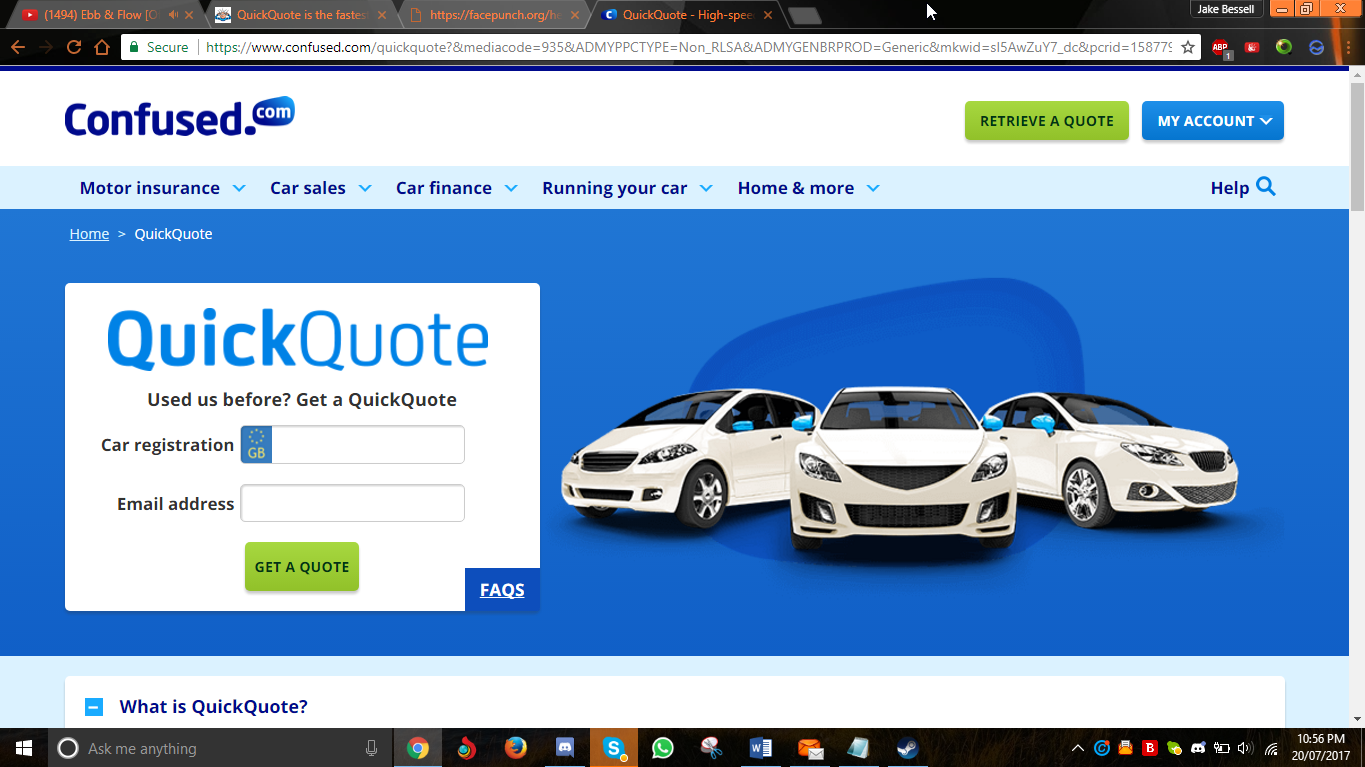 (1494) Ebb & Flow [O
QuickQuote is the fastest
https://facepunch.org/he
QuickQuote - High-spee
Jake Bessell
Secure
https://www.confused.com/quickquote?&mediacode=935&ADMYPPCTYPE=Non_RLSA&ADMYGENBRPROD=Generic&mkwid=sI5AwZuY7_dc&pcrid=158779
ABP
1
Confused.com
RETRIEVE A QUOTE
MY ACCOUNT
Motor insurance
Car sales
Car finance
Running your car
Home & more
Help
Home > QuickQuote
QuickQuote
Used us before? Get a QuickQuote
Car registration
GB
Email address
GET A QUOTE
FAQS
What is QuickQuote?
Ask me anything
10:56 PM
20/07/2017